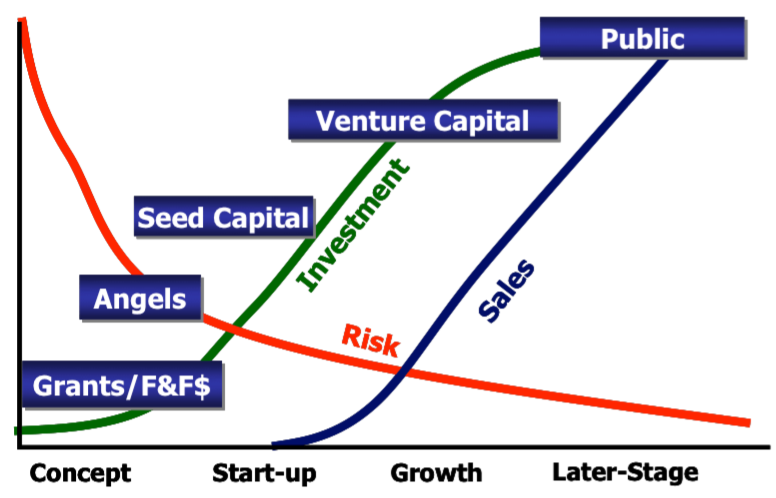 Public
Venture Capital
Seed Capital
Investment
Angels
Sales
Risk
Grants/F&F$
Concept
Start-up
Growth
Later-Stage